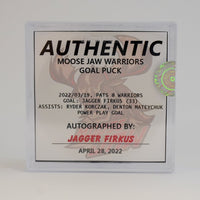 AUTHENTIC
MOOSE JAW WARRIORS
GOAL PUCK
2022/03/19, PATS @ WARRIORS
GOAL: JAGGER FIRKUS (33)
ASSISTS: RYDER KORCZAK, DENTON MATEYCHUK
POWER PLAY GOAL
AUTOGRAPHED BY:
JAGGER FIRKUS
APRIL 28, 2022